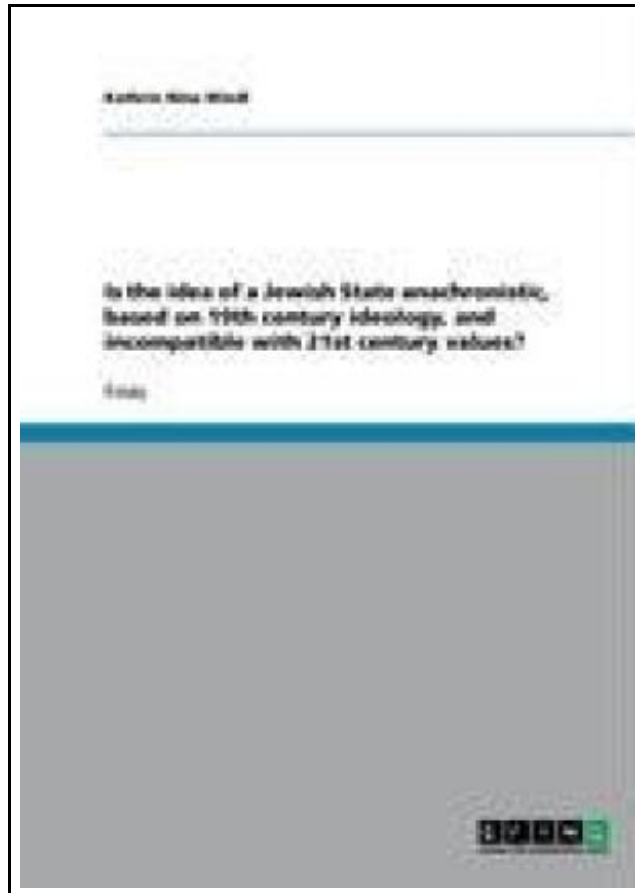 Is the idea of a Jewish State anachronistic,
based on 19th century ideology, and
incompatible with 21st century values?
Essay